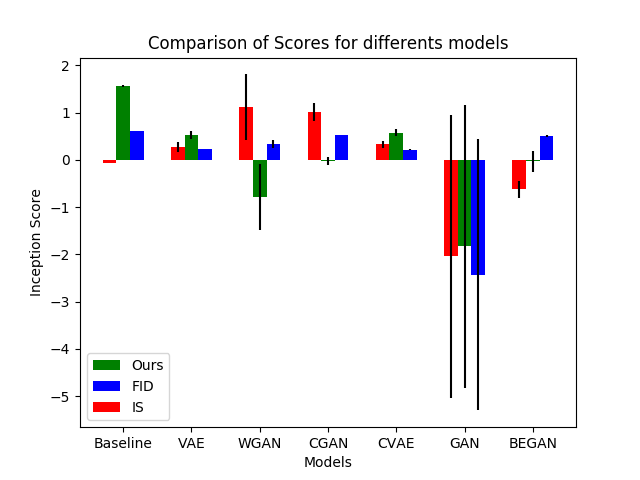 Comparison of Scores for differents models
2
1
0
−1
−2
−3
−4
−5
Inception Score
Ours
FID
IS
Baseline VAE WGAN CGAN CVAE GAN BEGAN
Models